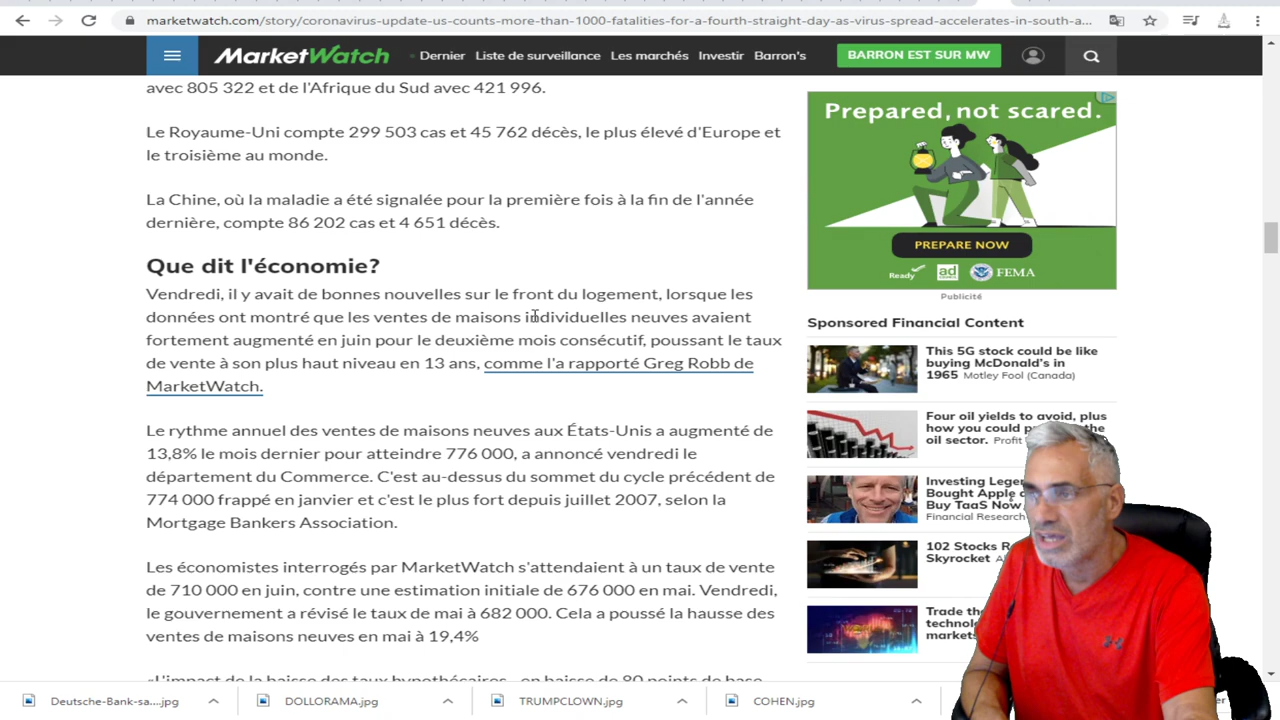 marketwatch.com/story/coronavirus-update-us-counts-more-than-1000-fatalities-for-a-fourth-straight-day-as-virus-spread-accelerates-in-south-a...
MarketWatch
Dernier
Liste de surveillance
Les marchés
Investir
Barron's
BARRON EST SUR MW
avec 805 322 et de l'Afrique du Sud avec 421 996.
Le Royaume-Uni compte 299 503 cas et 45 762 décès, le plus élevé d'Europe et
le troisième au monde.
La Chine, où la maladie a été signalée pour la première fois à la fin de l'année
dernière, compte 86 202 cas et 4 651 décès.
Que dit l'économie?
Vendredi, il y avait de bonnes nouvelles sur le front du logement, lorsque les
données ont montré que les ventes de maisons individuelles neuves avaient
fortement augmenté en juin pour le deuxième mois consécutif, poussant le taux
de vente à son plus haut niveau en 13 ans, comme l'a rapporté Greg Robb de
MarketWatch.
Le rythme annuel des ventes de maisons neuves aux États-Unis a augmenté de
13,8% le mois dernier pour atteindre 776 000, a annoncé vendredi le
département du Commerce. C'est au-dessus du sommet du cycle précédent de
774 000 frappé en janvier et c'est le plus fort depuis juillet 2007, selon la
Mortgage Bankers Association.
Les économistes interrogés par MarketWatch s'attendaient à un taux de vente
de 710 000 en juin, contre une estimation initiale de 676 000 en mai. Vendredi,
le gouvernement a révisé le taux de mai à 682 000. Cela a poussé la hausse des
ventes de maisons neuves en mai à 19,4%
«L'impact de la baisse des taux hypothécaires - en baisse de 80 points de base
Prepared, not scared.
PREPARE NOW
Ready
ad
FEMA
Publicité
Sponsored Financial Content
This 5G stock could be like
buying McDonald's in
1965 Motley Fool (Canada)
Four oil yields to avoid, plus
how you could
the
oil sector. Profit
Investing
Bought Apple
Buy TaaS Now
Financial Research
102 Stocks
Skyrocket
Trade
Deutsche-Bank-sa....jpg
DOLLORAMA.jpg
TRUMPCLOWN.jpg
COHEN.jpg